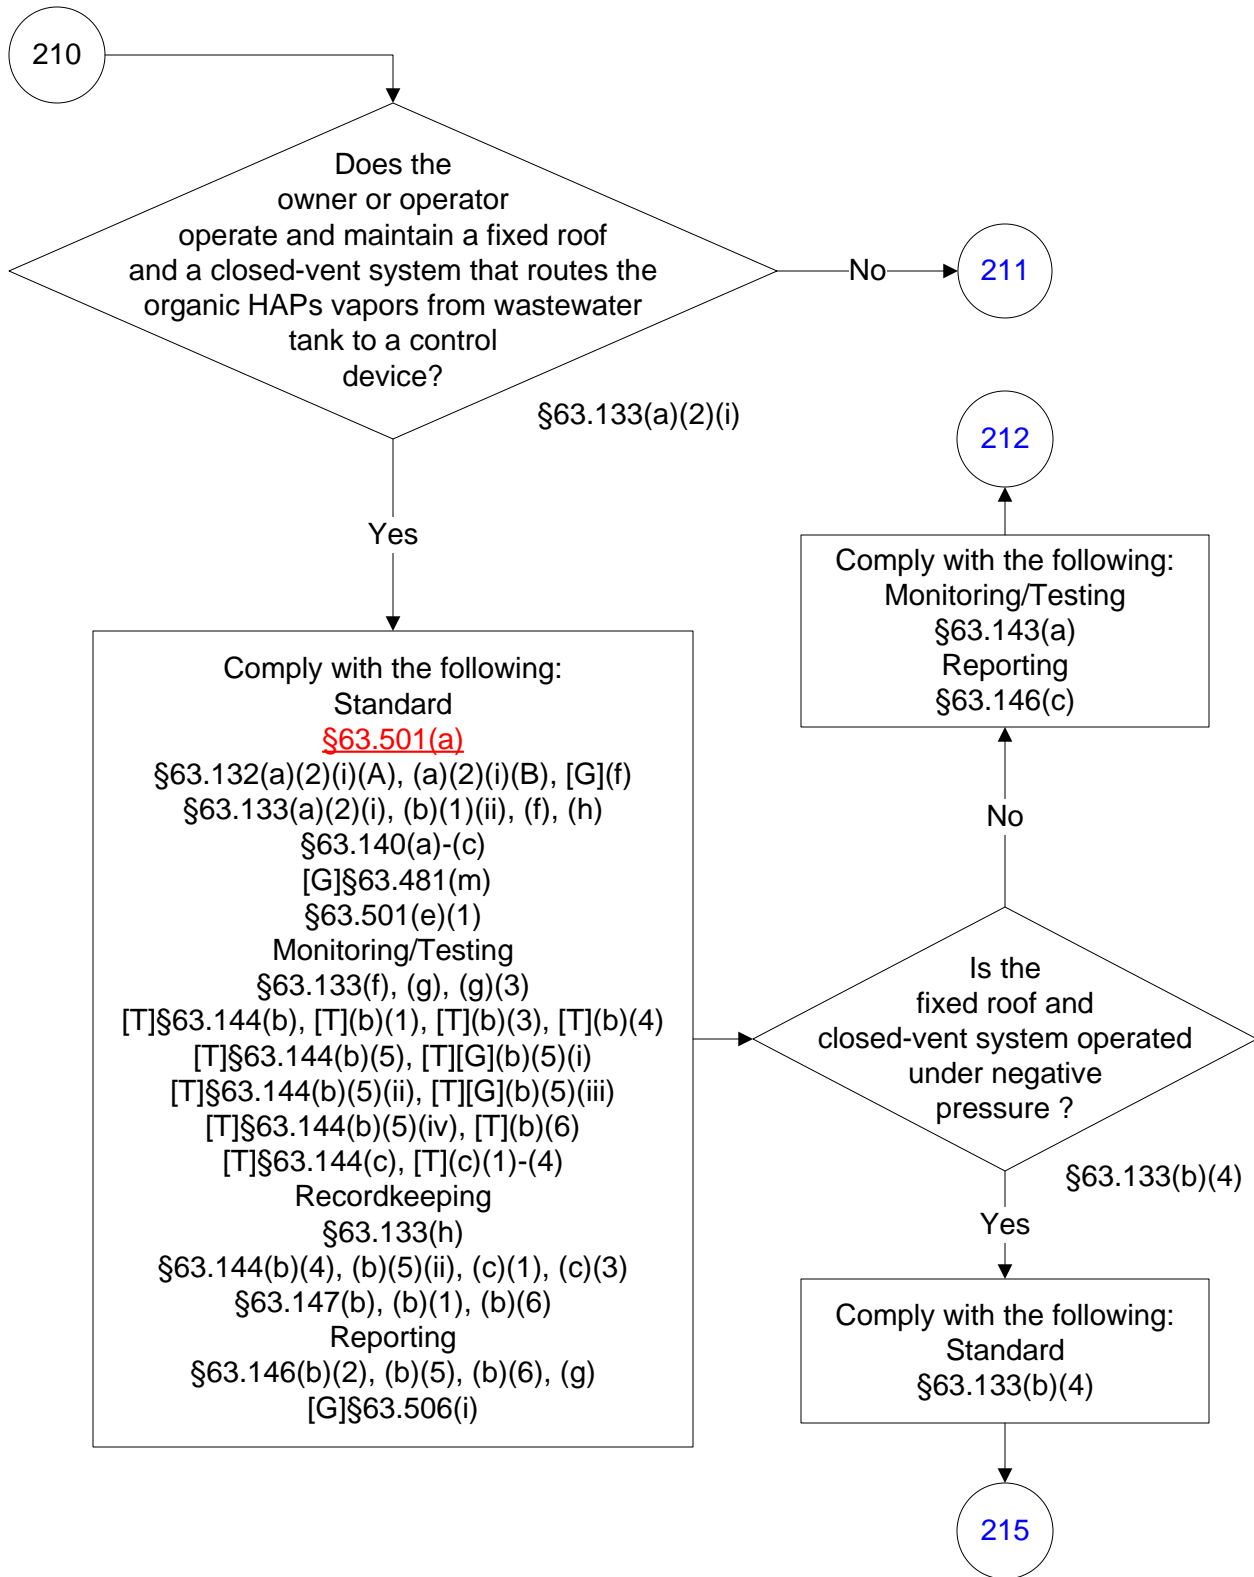 210
Does the
owner or operator
operate and maintain a fixed roof
and a closed-vent system that routes the
organic HAPs vapors from wastewater
tank to a control
device?
No
211
§63.133(a)(2)(i)
Yes
Comply with the following:
Standard
§63.501(a)
§63.132(a)(2)(i)(A), (a)(2)(i)(B), [G](f)
§63.133(a)(2)(i), (b)(1)(ii), (f), (h)
§63.140(a)-(c)
[G]§63.481(m)
§63.501(e)(1)
Monitoring/Testing
§63.133(f), (g), (g)(3)
[T]§63.144(b), [T](b)(1), [T](b)(3), [T](b)(4)
[T]§63.144(b)(5), [T][G](b)(5)(i)
[T]§63.144(b)(5)(ii), [T][G](b)(5)(iii)
[T]§63.144(b)(5)(iv), [T](b)(6)
[T]§63.144(c), [T](c)(1)-(4)
Recordkeeping
§63.133(h)
§63.144(b)(4), (b)(5)(ii), (c)(1), (c)(3)
§63.147(b), (b)(1), (b)(6)
Reporting
§63.146(b)(2), (b)(5), (b)(6), (g)
[G]§63.506(i)
212
Comply with the following:
Monitoring/Testing
§63.143(a)
Reporting
§63.146(c)
No
Is the
fixed roof and
closed-vent system operated
under negative
pressure ?
§63.133(b)(4)
Yes
Comply with the following:
Standard
§63.133(b)(4)
215